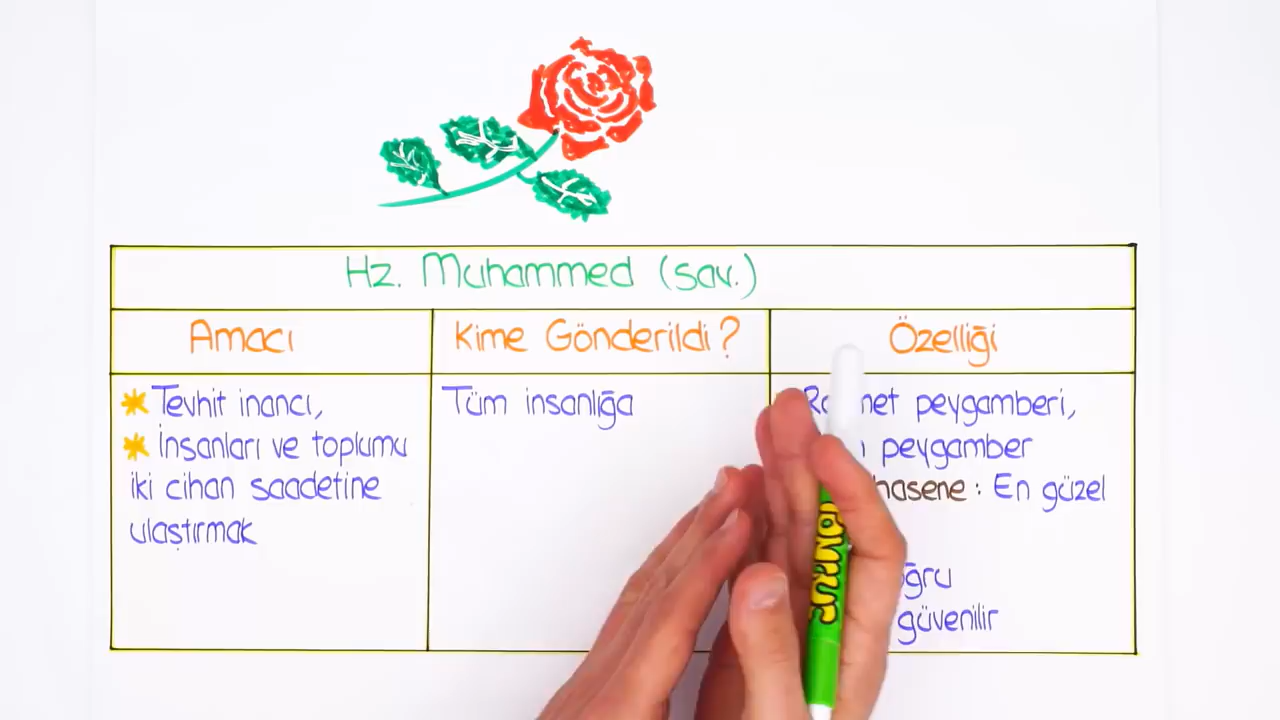 Hz. Muhammed (sav.)
Amacı
Kime Gönderildi?
Özelliği
Tevhit inancı,
İnsanları ve toplumu
iki cihan saadetine
ulaştırmak
Tüm insanlığa
peygamberi,
peygamber
: En güzel
güvenilir